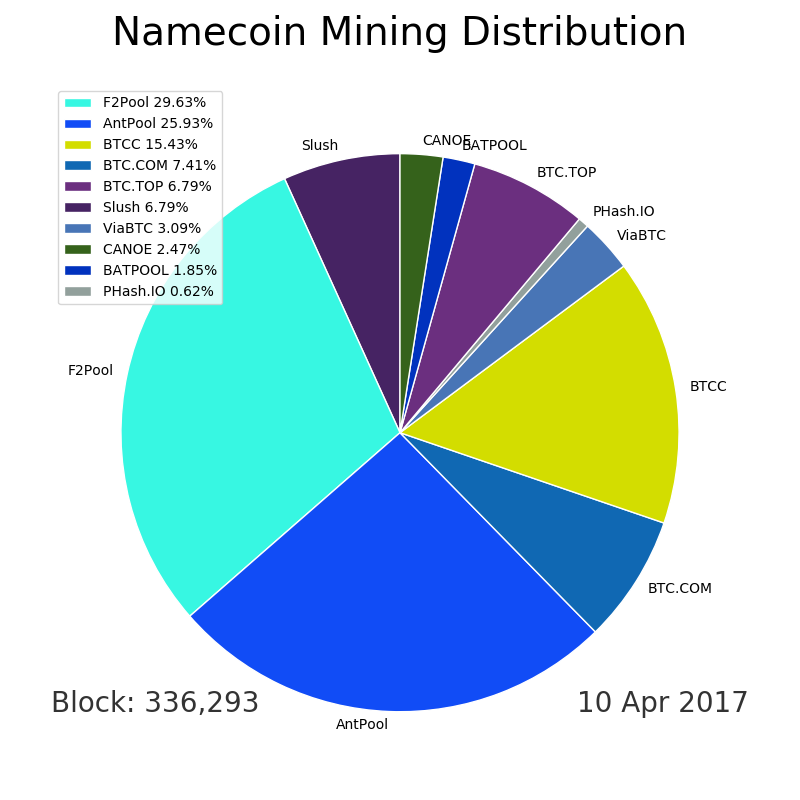 Namecoin Mining Distribution
F2Pool 29.63%
AntPool 25.93%
BTCC 15.43%
BTC.COM 7.41%
BTC.TOP 6.79%
Slush 6.79%
ViaBTC 3.09%
CANOE 2.47%
BATPOOL 1.85%
PHash.IO 0.62%
Slush
CANOE
BATPOOL
BTC.TOP
PHash.IO
ViaBTC
F2Pool
BTCC
BTC.COM
AntPool
Block: 336,293
10 Apr 2017